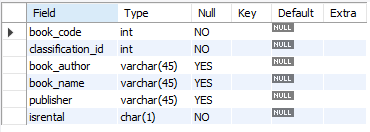 Field Type Null Key Default Extra
book_code int NO NULL
classification_id int NO NULL
book_author varchar(45) YES NULL
book_name varchar(45) YES NULL
publisher varchar(45) YES NULL
isrental char(1) NO NULL